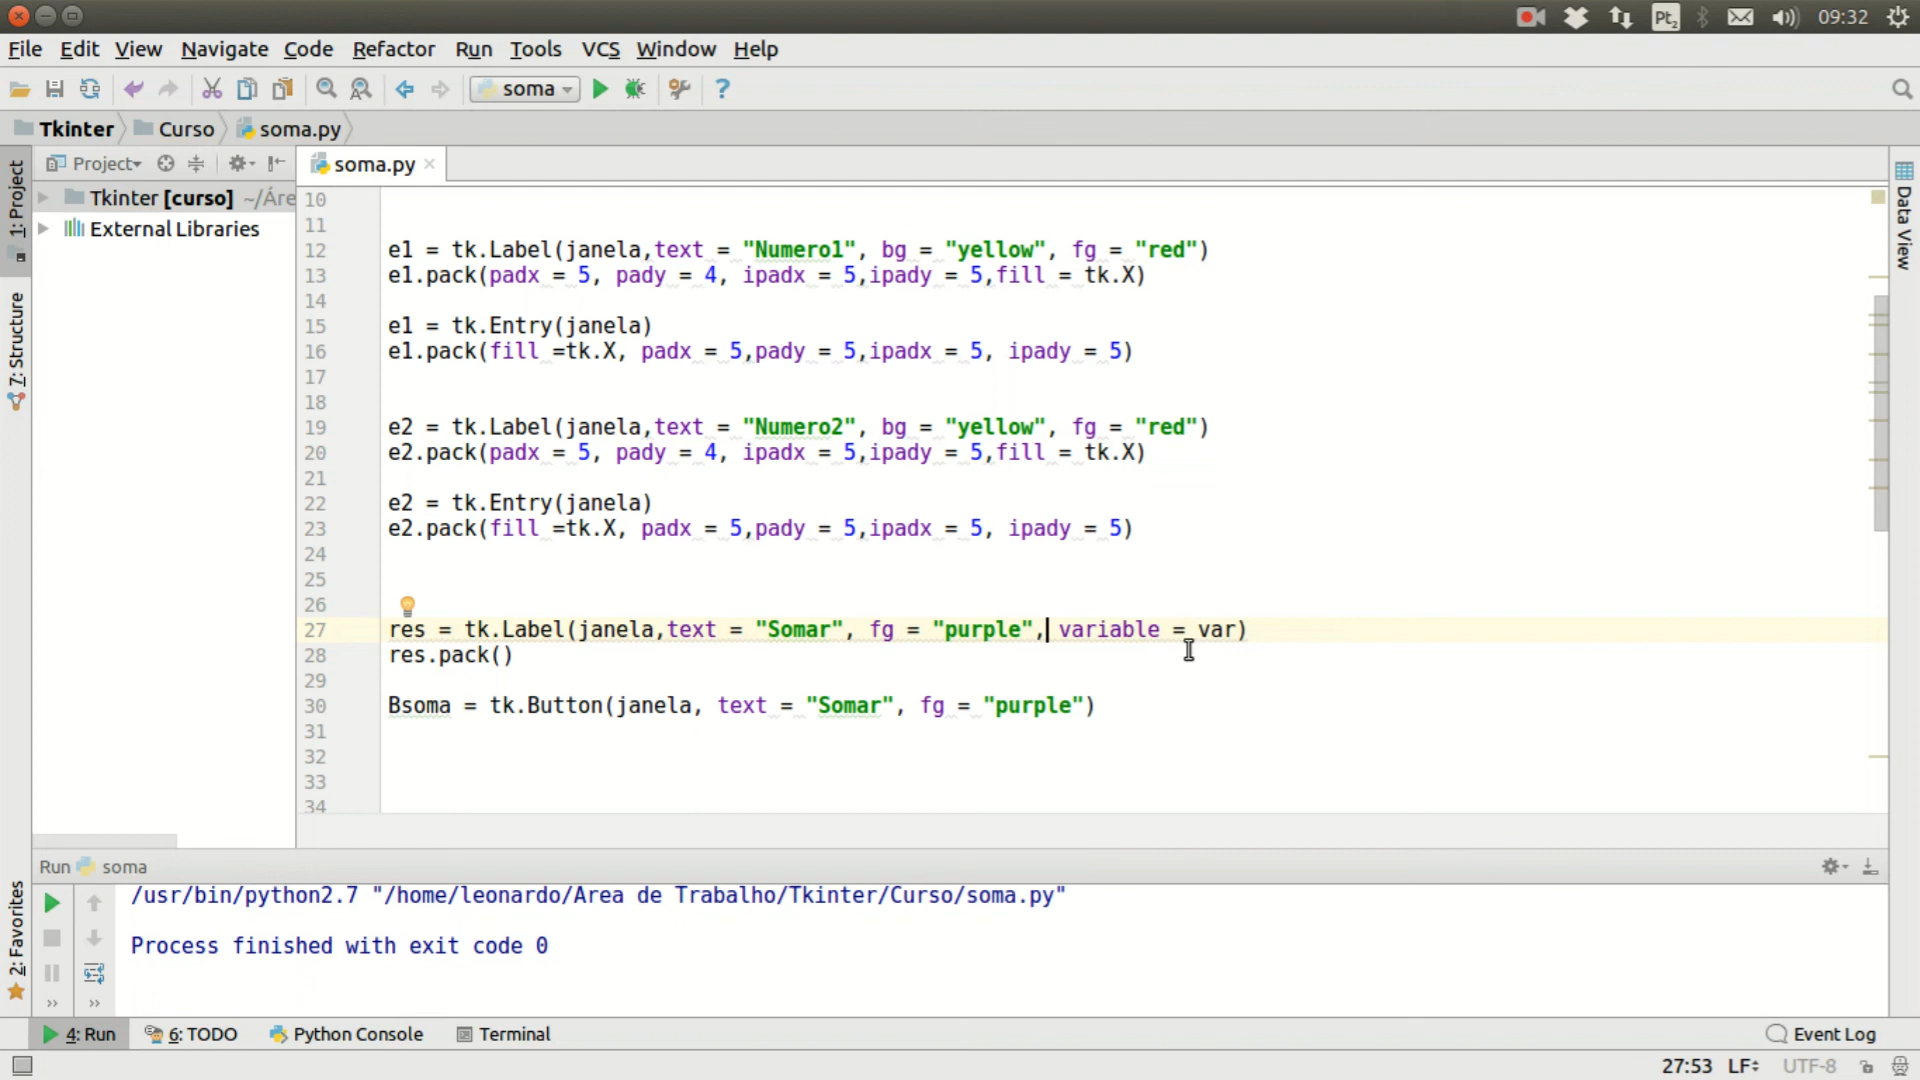 Pt2 09:32
File Edit View Navigate Code Refactor Run Tools VCS Window Help
soma
Tkinter Curso soma.py
1: Project
7: Structure
2: Favorites
Project
Tkinter [curso] ~/Áre
External Libraries
soma.py
Data View
10
11
12 e1 = tk.Label(janela,text = "Numero1", bg = "yellow", fg = "red")
13 e1.pack(padx = 5, pady = 4, ipadx = 5,ipady = 5,fill = tk.X)
14
15 e1 = tk.Entry(janela)
16 e1.pack(fill =tk.X, padx = 5,pady = 5,ipadx = 5, ipady = 5)
17
18
19 e2 = tk.Label(janela,text = "Numero2", bg = "yellow", fg = "red")
20 e2.pack(padx = 5, pady = 4, ipadx = 5,ipady = 5,fill = tk.X)
21
22 e2 = tk.Entry(janela)
23 e2.pack(fill =tk.X, padx = 5,pady = 5,ipadx = 5, ipady = 5)
24
25
26
27 res = tk.Label(janela,text = "Somar", fg = "purple", variable = var)
28 res.pack()
29
30 Bsoma = tk.Button(janela, text = "Somar", fg = "purple")
31
32
33
34
Run soma
/usr/bin/python2.7 "/home/leonardo/Área de Trabalho/Tkinter/Curso/soma.py"
Process finished with exit code 0
4: Run 6: TODO Python Console Terminal Event Log
27:53 LF UTF-8